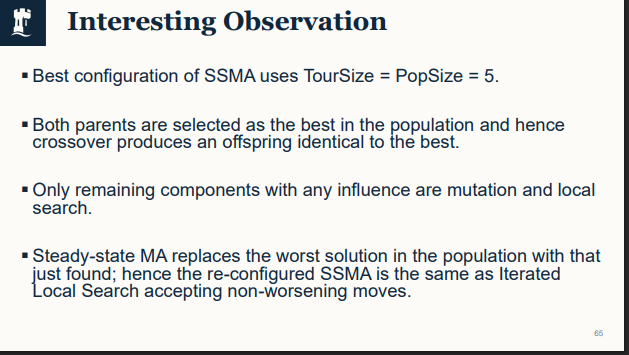 Interesting Observation
▪ Best configuration of SSMA uses TourSize = PopSize = 5.
▪ Both parents are selected as the best in the population and hence
crossover produces an offspring identical to the best.
▪ Only remaining components with any influence are mutation and local
search.
▪ Steady-state MA replaces the worst solution in the population with that
just found; hence the re-configured SSMA is the same as Iterated
Local Search accepting non-worsening moves.
65